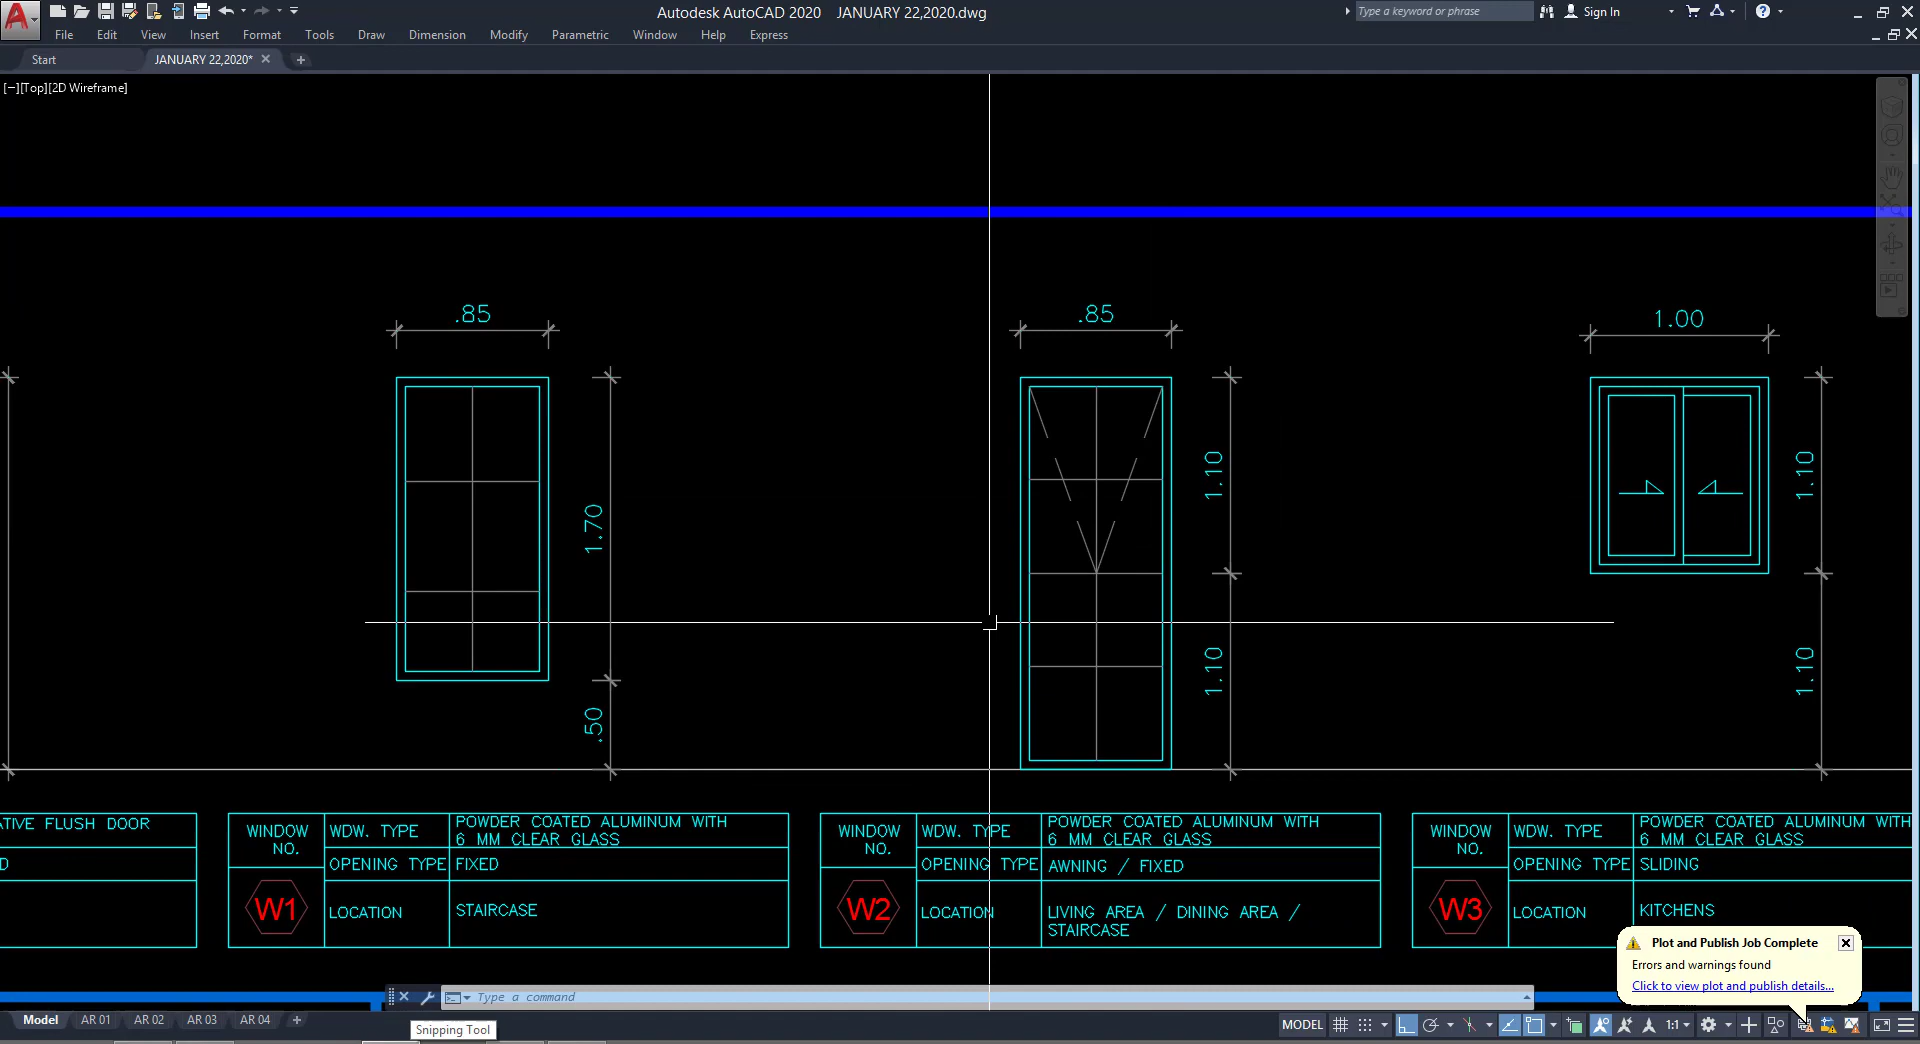 Autodesk AutoCAD 2020 JANUARY 22,2020.dwg
Type a keyword or phrase
Sign In
File Edit View Insert Format Tools Draw Dimension Modify Parametric Window Help Express
Start
JANUARY 22,2020*
[−][Top][2D Wireframe]
.85
.85
1.00
1.70
.50
1.10
1.10
1.10
1.10
ATIVE FLUSH DOOR
D
WINDOW
NO.
W1
WDW. TYPE
POWDER COATED ALUMINUM WITH
6 MM CLEAR GLASS
OPENING TYPE
FIXED
LOCATION
STAIRCASE
WINDOW
NO.
W2
WDW. TYPE
POWDER COATED ALUMINUM WITH
6 MM CLEAR GLASS
OPENING TYPE
AWNING / FIXED
LOCATION
LIVING AREA / DINING AREA /
STAIRCASE
WINDOW
NO.
W3
WDW. TYPE
POWDER COATED ALUMINUM WITH
6 MM CLEAR GLASS
OPENING TYPE
SLIDING
LOCATION
KITCHENS
Plot and Publish Job Complete
Errors and warnings found
Click to view plot and publish details...
Type a command
Model AR 01 AR 02 AR 03 AR 04
Snipping Tool
MODEL
1:1